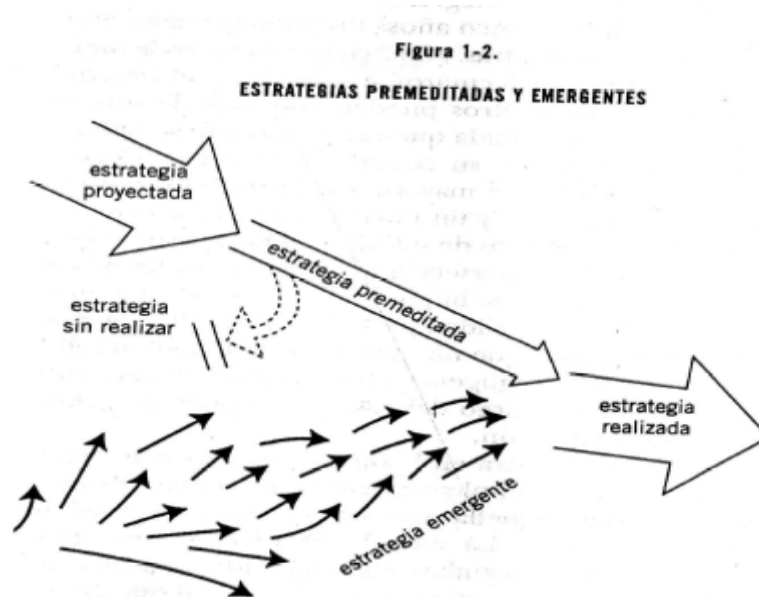 Figura 1-2.
ESTRATEGIAS PREMEDITADAS Y EMERGENTES
estrategia
proyectada
estrategia premeditada
estrategia
sin realizar
estrategia
realizada
estrategia emergente